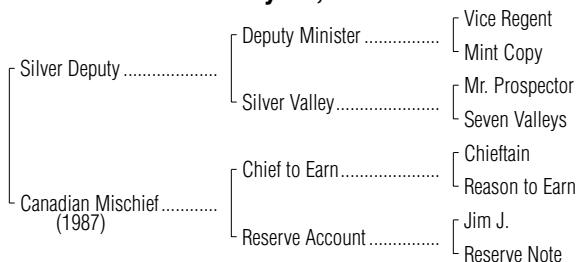 Silver Deputy ....................
Deputy Minister ................
Vice Regent
Mint Copy
Silver Valley ......................
Mr. Prospector
Seven Valleys
Canadian Mischief ............
(1987)
Chief to Earn .....................
Chieftain
Reason to Earn
Reserve Account ...............
Jim J.
Reserve Note